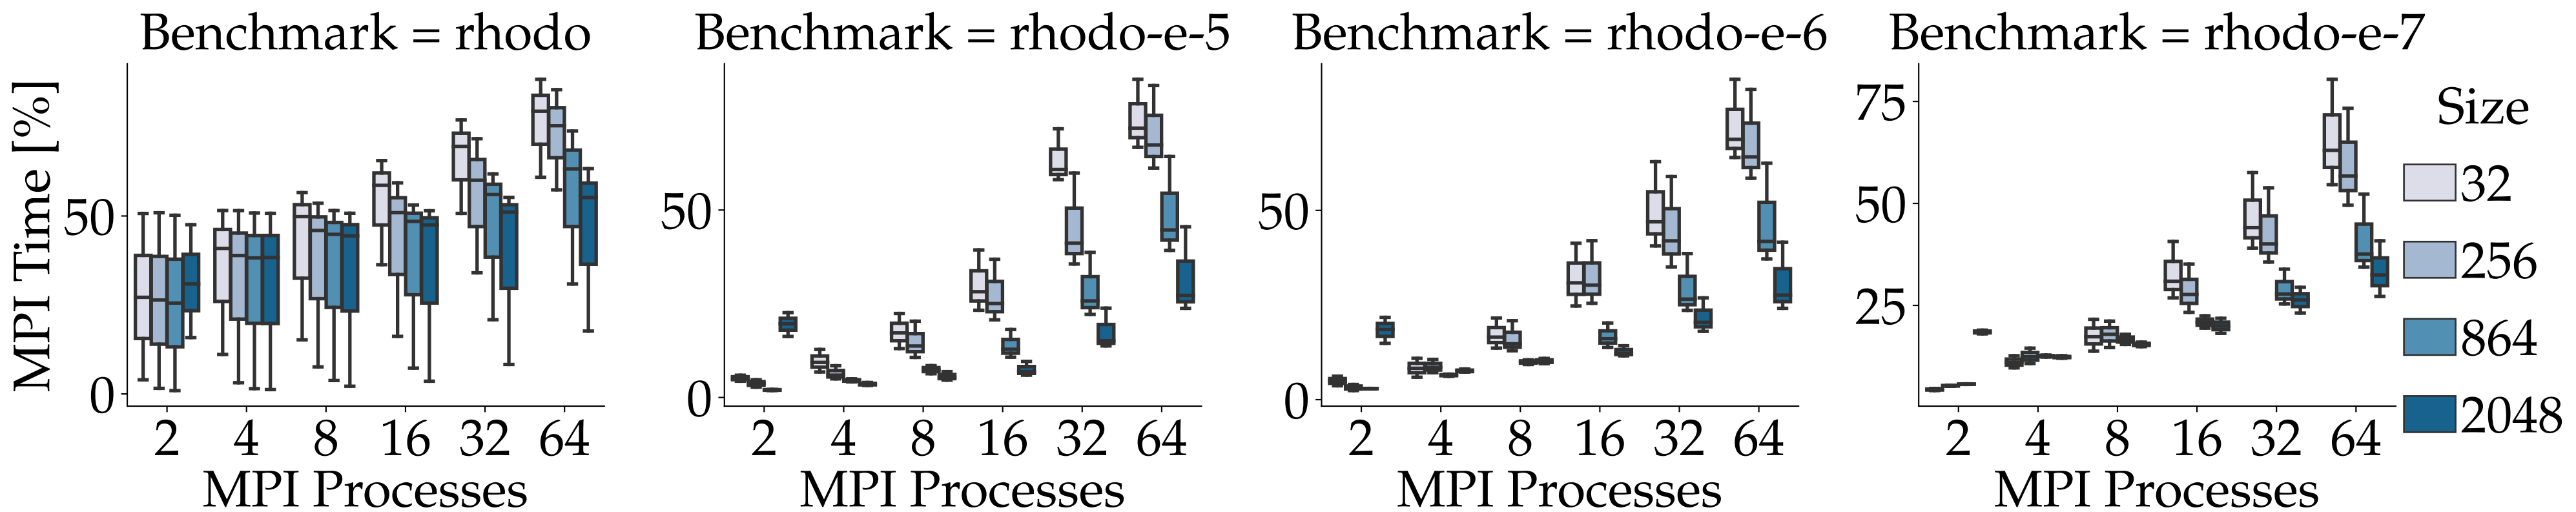 Benchmark = rhodo
Benchmark = rhodo-e-5
Benchmark = rhodo-e-6
Benchmark = rhodo-e-7
MPI Time [%]
50
0
50
0
50
0
75
50
25
2 4 8 16 32 64
2 4 8 16 32 64
2 4 8 16 32 64
2 4 8 16 32 64
MPI Processes
MPI Processes
MPI Processes
MPI Processes
Size
32
256
864
2048